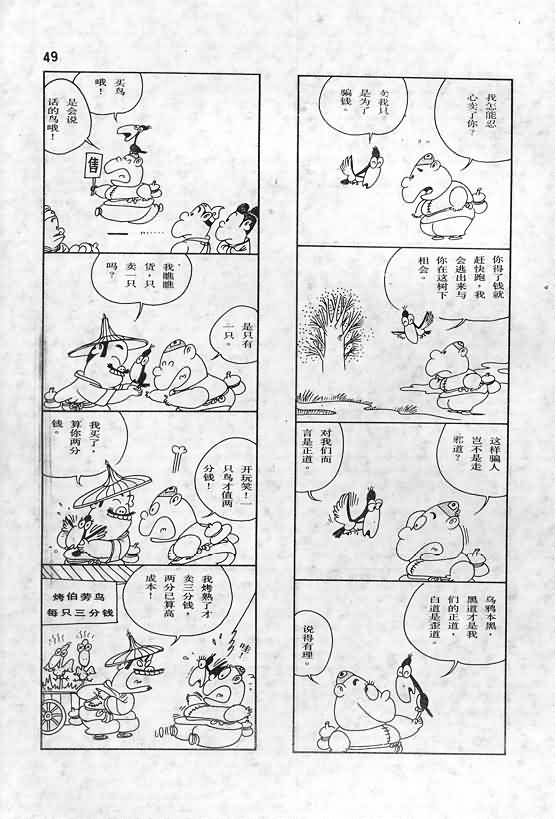 49
我怎能忍
心卖了你?
卖我只
是为了
骗钱。
你得了钱就
赶快跑,我
会逃出来与
你在这树下
相会。
这样骗人
岂不是走
邪道?
对我们而
言是正道。
乌鸦本黑,
黑道才是我
们的正道,
白道是歪道。
说得有理。
买鸟
哦!
是会说
话的鸟哦!
售
我瞧瞧
货,只
卖一只
吗?
是只有
一只。
我买了,
算你两分
钱。
开玩笑!一
只鸟才值两
分钱!
烤伯劳鸟
每只三分钱
我烤熟了才
卖三分钱,
两分已算高
成本!
哇